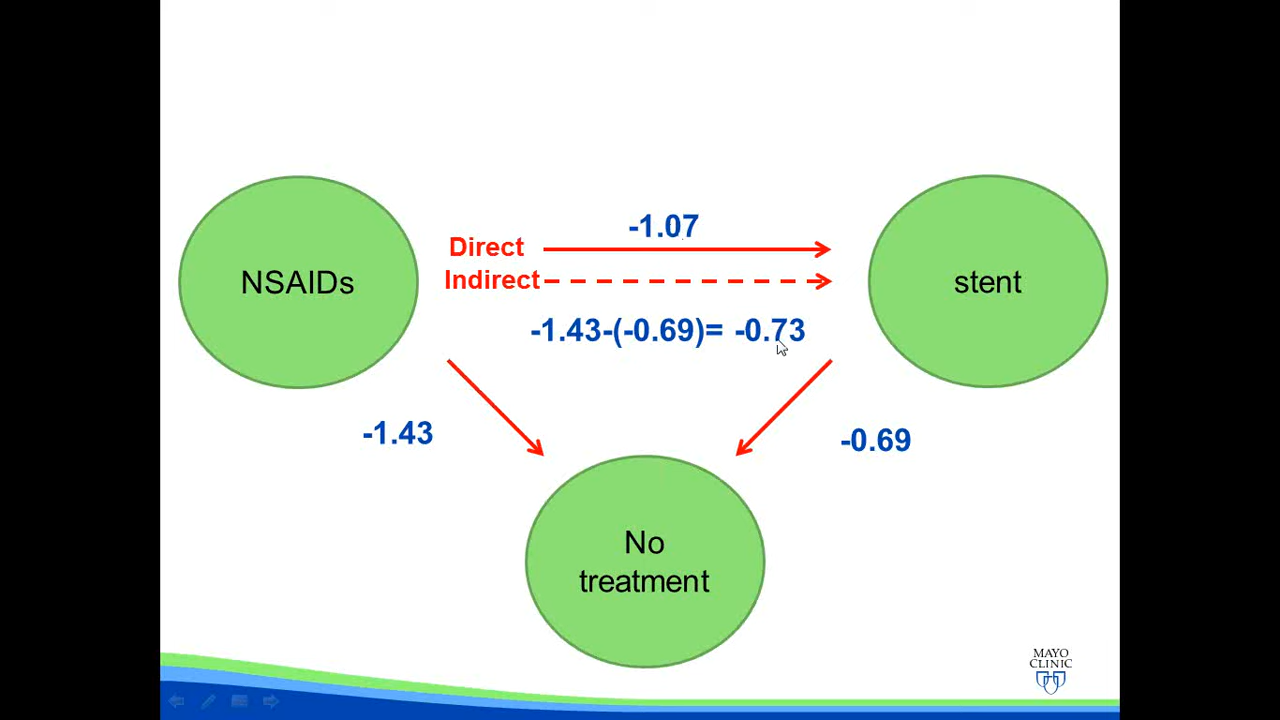 -1.07
Direct
Indirect
NSAIDs
stent
-1.43-(-0.69)= -0.73
-1.43
-0.69
No
treatment
MAYO
CLINIC